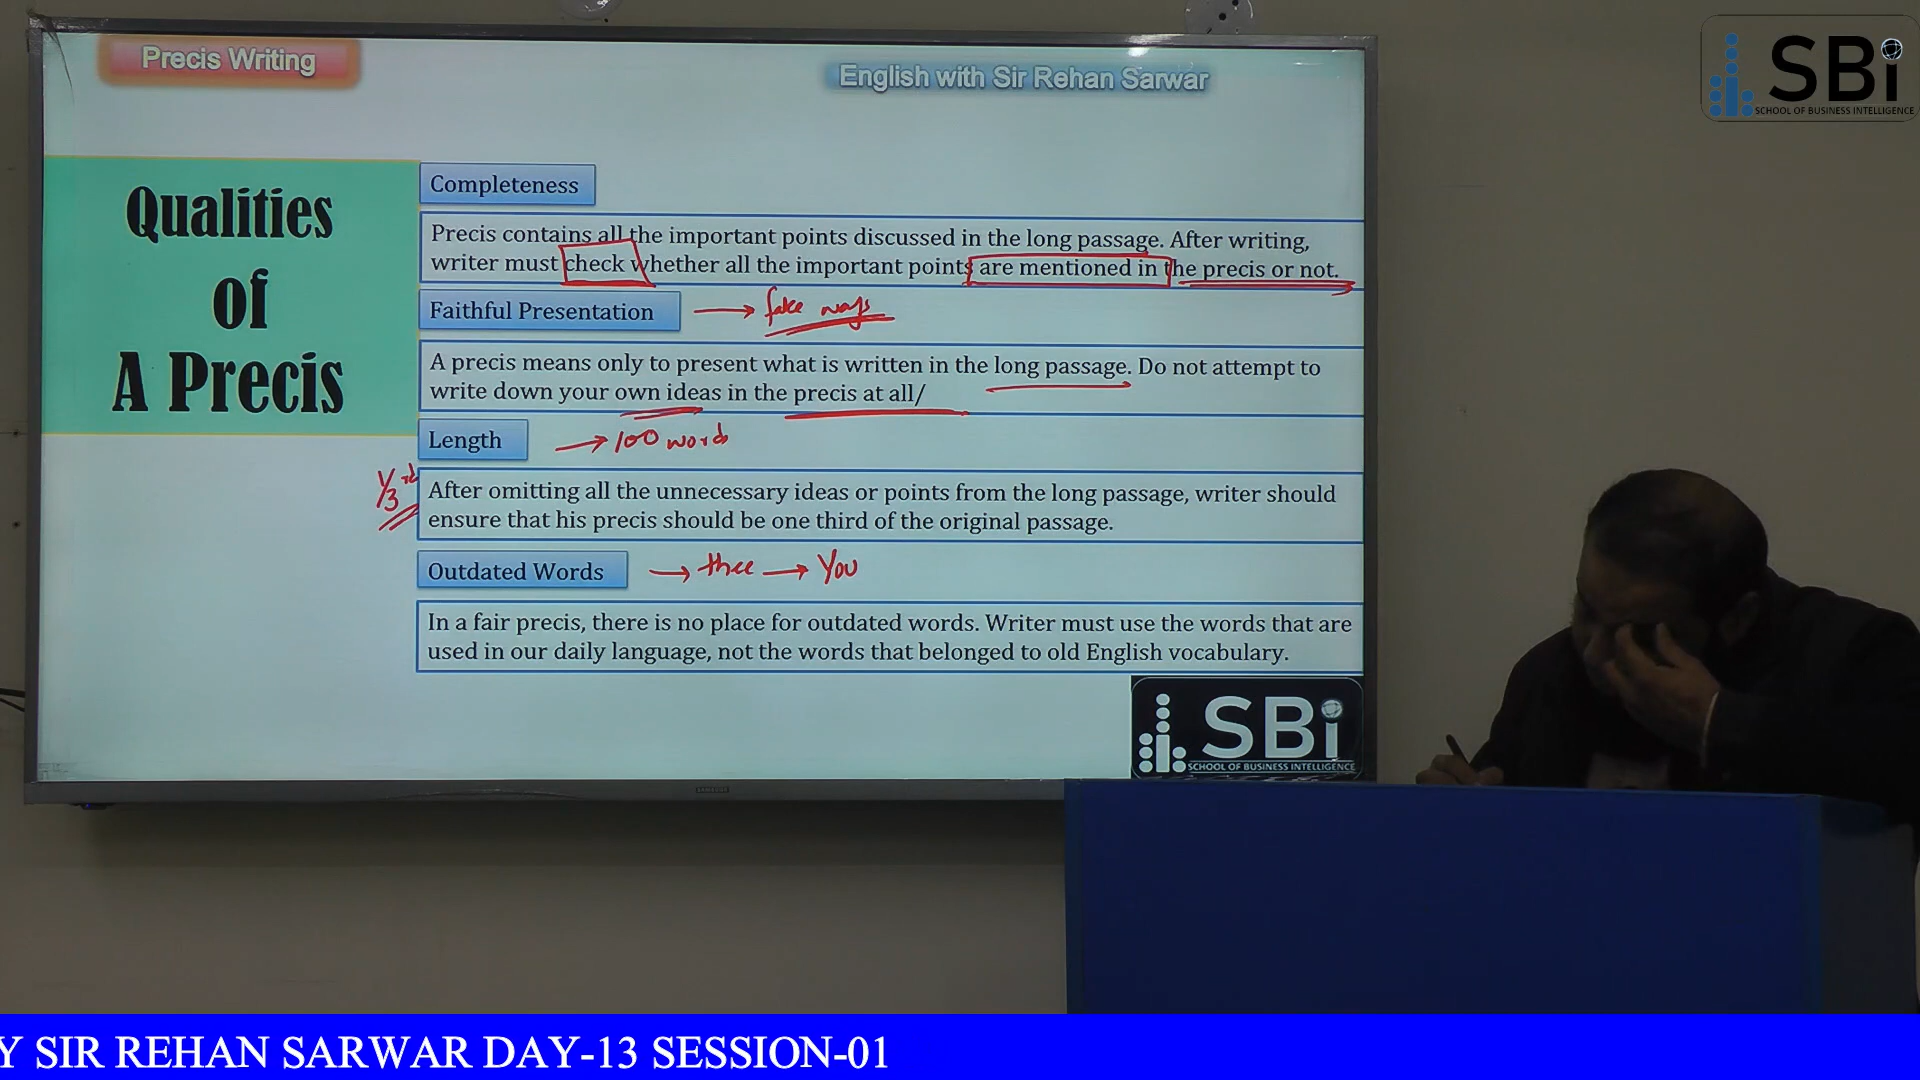 Precis Writing
English with Sir Rehan Sarwar
SBi
SCHOOL OF BUSINESS INTELLIGENCE
Qualities
of
A Precis
Completeness
Precis contains all the important points discussed in the long passage. After writing,
writer must check whether all the important points are mentioned in the precis or not.
Faithful Presentation → fake ways
A precis means only to present what is written in the long passage. Do not attempt to
write down your own ideas in the precis at all/
Length → 100 words
1/3 rd
After omitting all the unnecessary ideas or points from the long passage, writer should
ensure that his precis should be one third of the original passage.
Outdated Words → thee → You
In a fair precis, there is no place for outdated words. Writer must use the words that are
used in our daily language, not the words that belonged to old English vocabulary.
SBi
SCHOOL OF BUSINESS INTELLIGENCE
SAMSUNG
Y SIR REHAN SARWAR DAY-13 SESSION-01